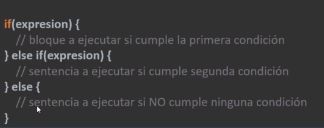 if(expresion) {
// bloque a ejecutar si cumple la primera condición
} else if(expresion) {
// sentencia a ejecutar si cumple segunda condición
} else {
// sentencia a ejecutar si NO cumple ninguna condición
}